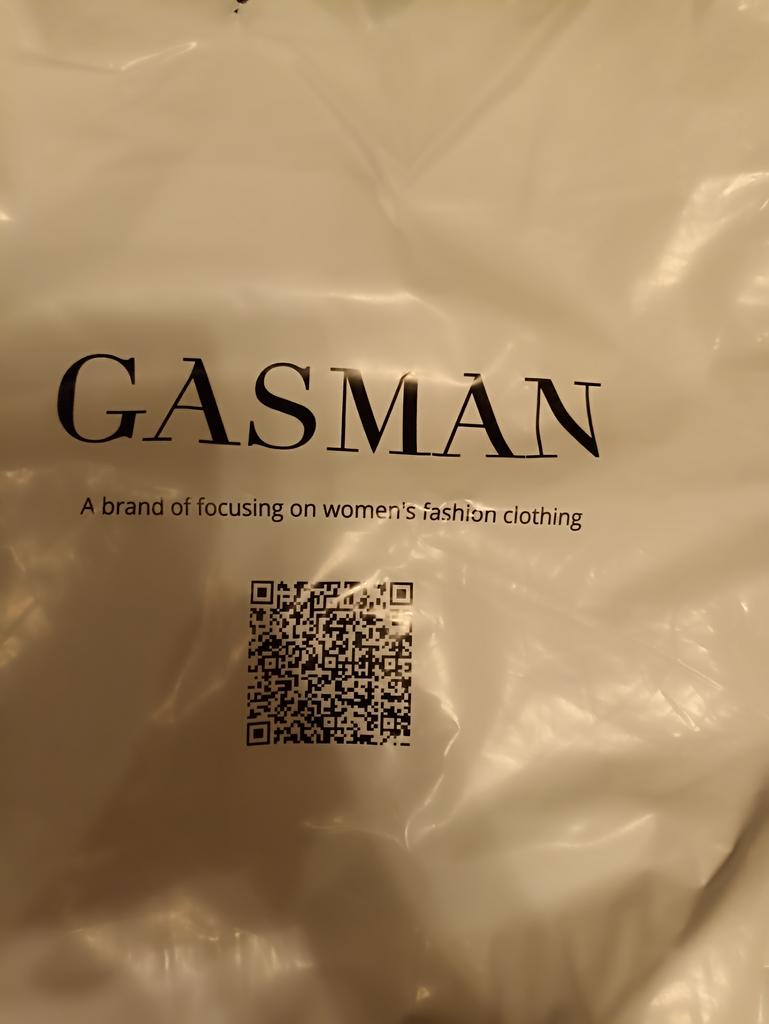 GASMAN
A brand of focusing on women's fashion clothing